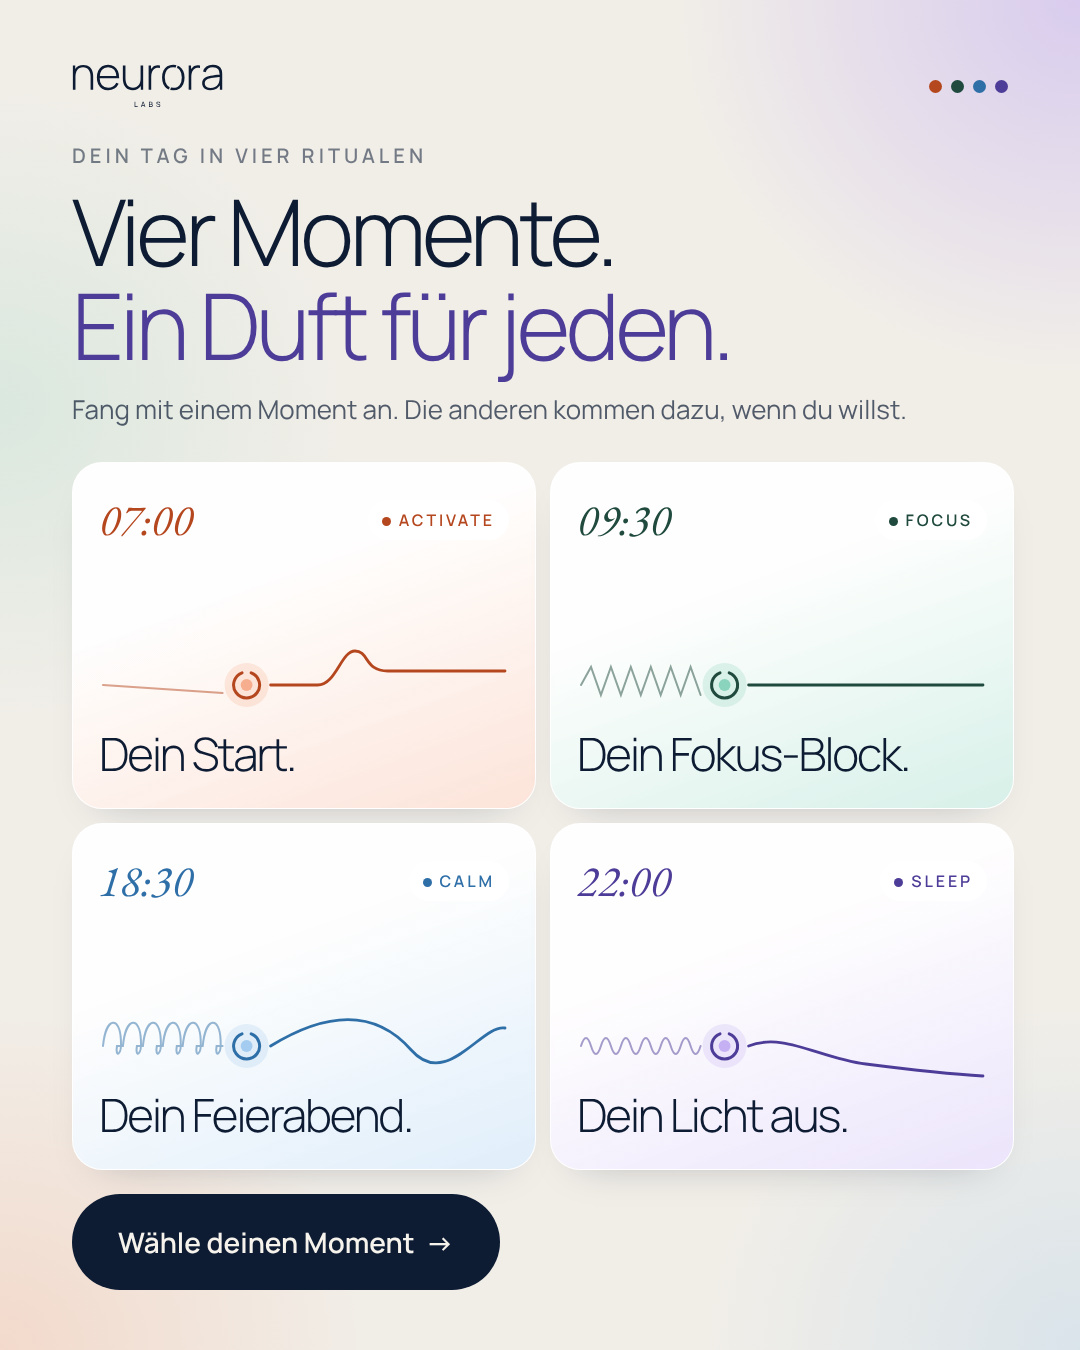 neurora
LABS
DEIN TAG IN VIER RITUALEN
Vier Momente.
Ein Duft für jeden.
Fang mit einem Moment an. Die anderen kommen dazu, wenn du willst.
07:00
ACTIVATE
Dein Start.
09:30
FOCUS
Dein Fokus-Block.
18:30
CALM
Dein Feierabend.
22:00
SLEEP
Dein Licht aus.
Wähle deinen Moment →